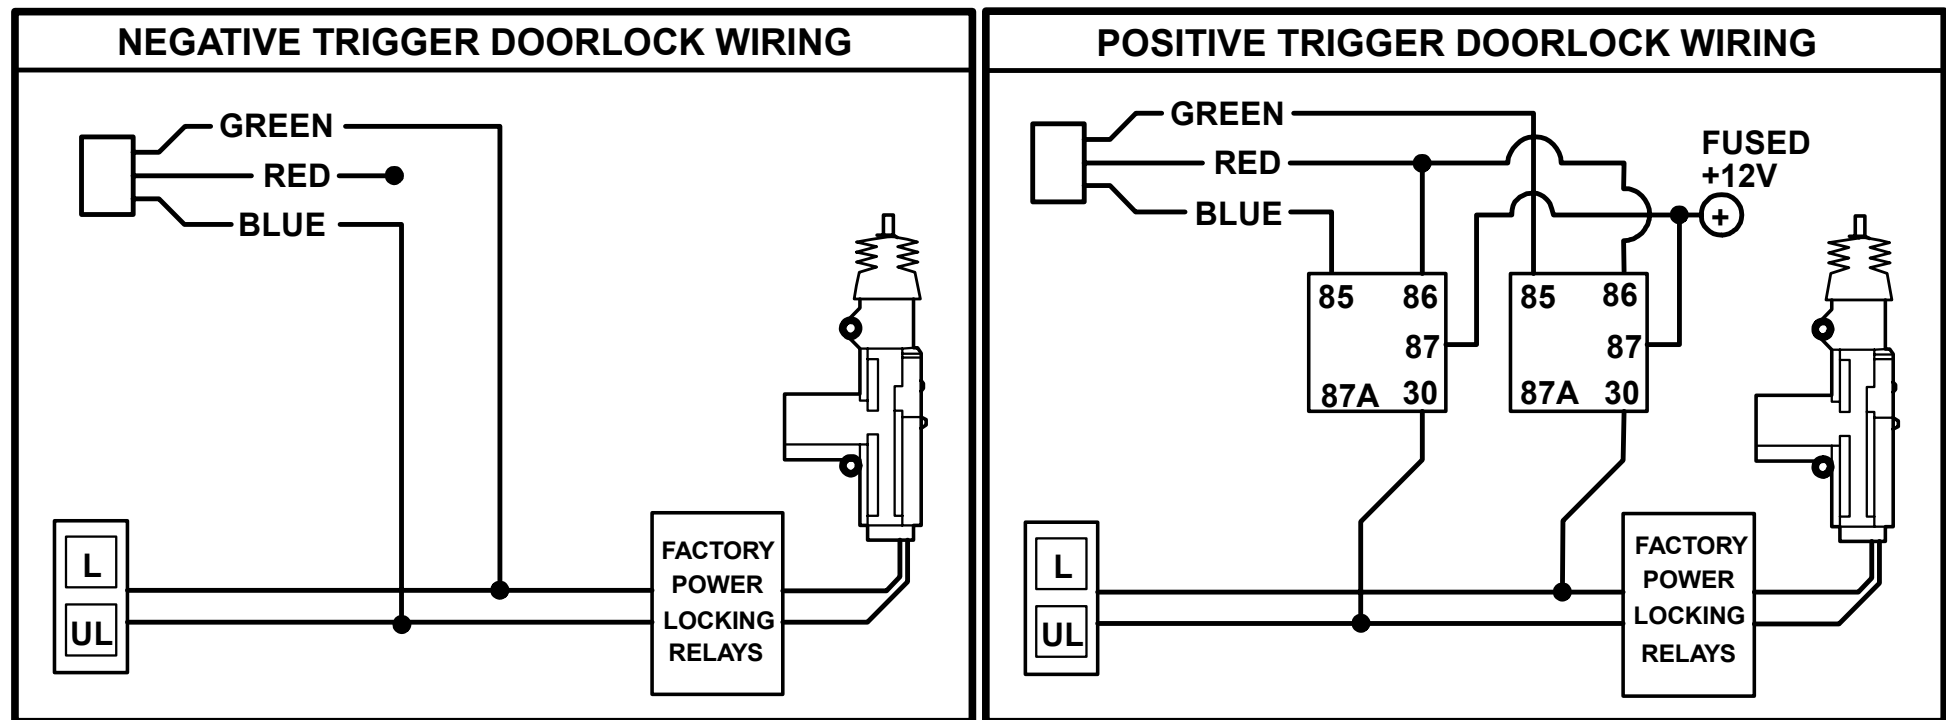 NEGATIVE TRIGGER DOORLOCK WIRING
GREEN
RED
BLUE
L
UL
FACTORY
POWER
LOCKING
RELAYS
POSITIVE TRIGGER DOORLOCK WIRING
GREEN
RED
BLUE
FUSED
+12V
+
85 86
87
87A 30
85 86
87
87A 30
L
UL
FACTORY
POWER
LOCKING
RELAYS